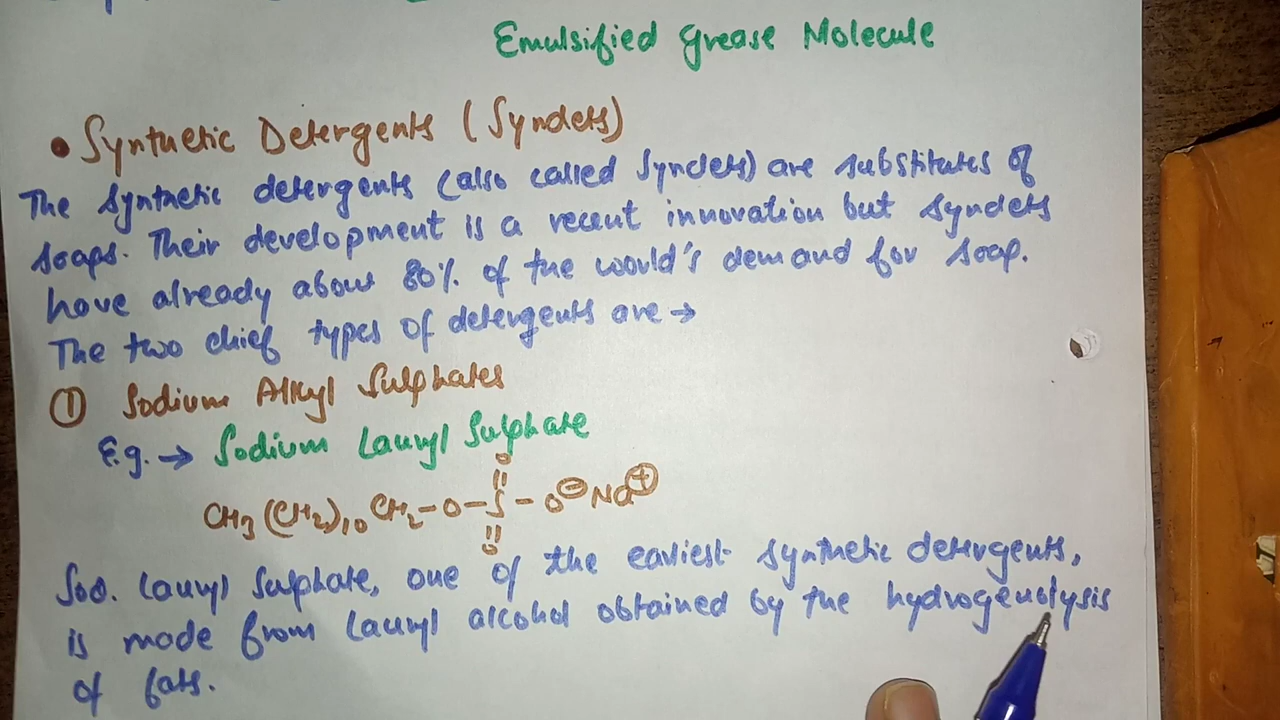 Emulsified Grease Molecule
• Synthetic Detergents (Syndets)
The Synthetic detergents (also called Syndets) are substitutes of
soaps. Their development is a recent innovation but syndets
have already about 80% of the would's demand for soap.
The two chief types of detergents are →
① Sodium Alkyl Sulphates
E.g. → Sodium Lauryl Sulphate
O
CH3(CH2)10CH2-O-S-O⊖Na⊕
O
Sod. Lauryl Sulphate, one of the earliest synthetic detergents,
is made from Lauryl alcohol obtained by the hydrogenolysis
of fats.